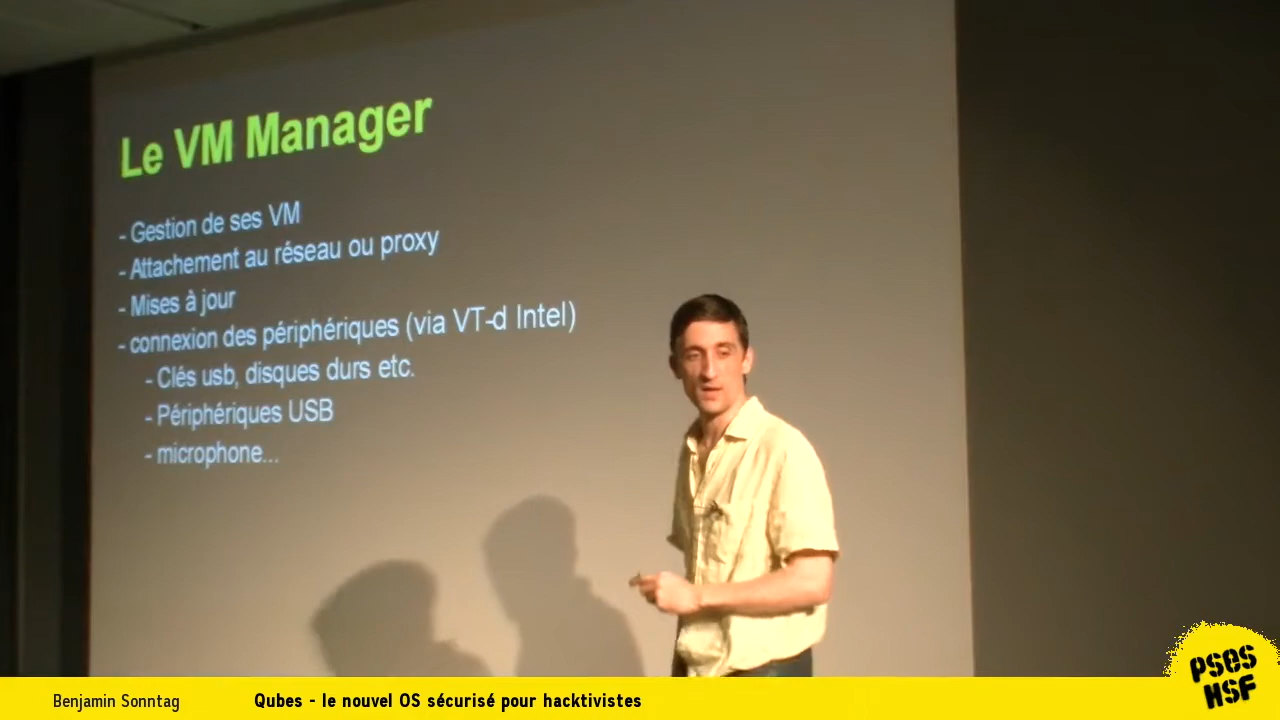 Le VM Manager
- Gestion de ses VM
- Attachement au réseau ou proxy
- Mises à jour
- connexion des périphériques (via VT-d Intel)
- Clés usb, disques durs etc.
- Périphériques USB
- microphone...
PSES
HSF
Benjamin Sonntag Qubes - le nouvel OS sécurisé pour hacktivistes